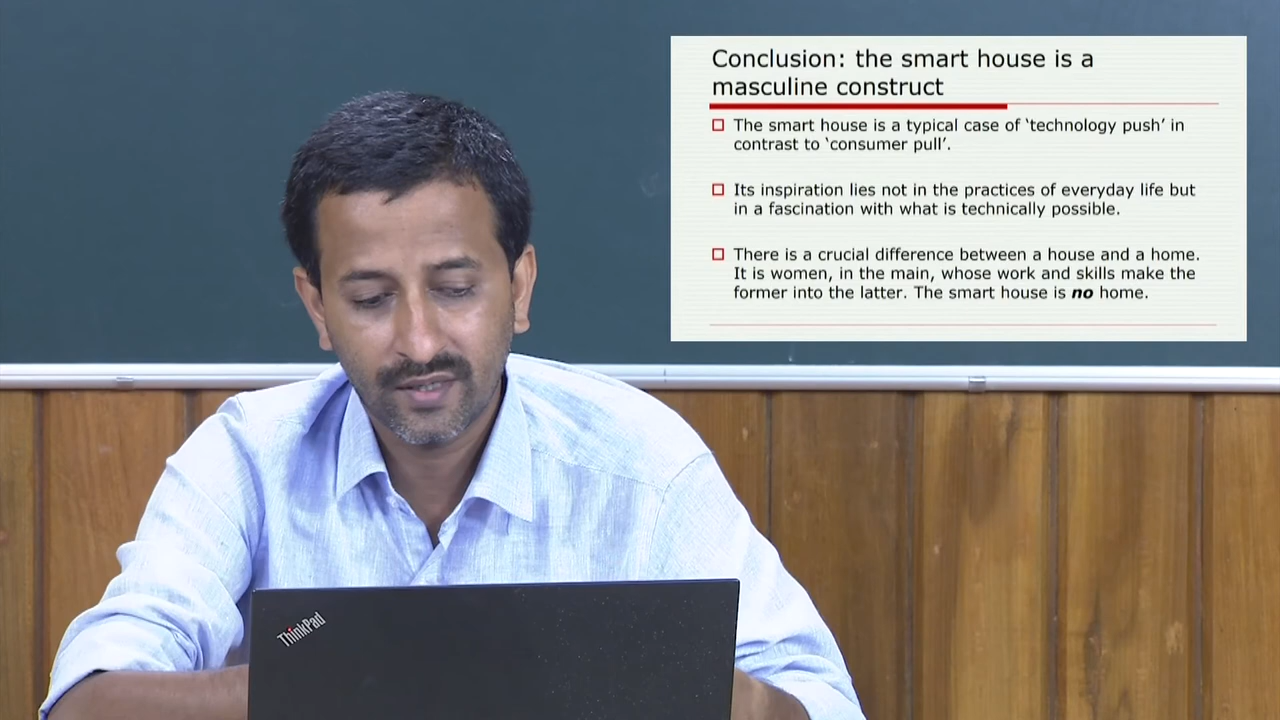 Conclusion: the smart house is a
masculine construct
The smart house is a typical case of ‘technology push’ in
contrast to ‘consumer pull’.
Its inspiration lies not in the practices of everyday life but
in a fascination with what is technically possible.
There is a crucial difference between a house and a home.
It is women, in the main, whose work and skills make the
former into the latter. The smart house is no home.
ThinkPad